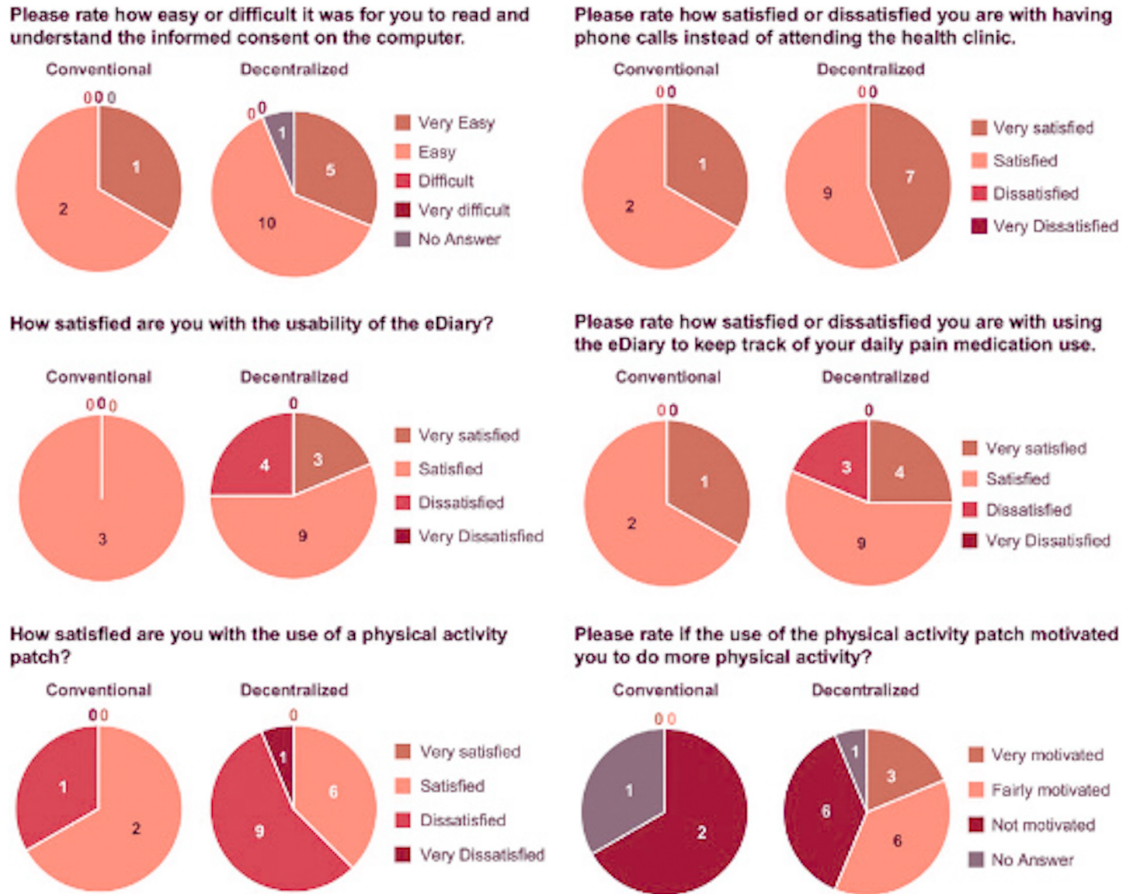 Please rate how easy or difficult it was for you to read and
understand the informed consent on the computer.
Conventional
Decentralized
0 0 0
1
2
0 0
1
5
10
Very Easy
Easy
Difficult
Very difficult
No Answer
Please rate how satisfied or dissatisfied you are with having
phone calls instead of attending the health clinic.
Conventional
Decentralized
0 0
1
2
0 0
7
9
Very satisfied
Satisfied
Dissatisfied
Very Dissatisfied
How satisfied are you with the usability of the eDiary?
Conventional
Decentralized
0 0 0
3
0
4
3
9
Very satisfied
Satisfied
Dissatisfied
Very Dissatisfied
Please rate how satisfied or dissatisfied you are with using
the eDiary to keep track of your daily pain medication use.
Conventional
Decentralized
0 0
1
2
0
3
4
9
Very satisfied
Satisfied
Dissatisfied
Very Dissatisfied
How satisfied are you with the use of a physical activity
patch?
Conventional
Decentralized
0 0
1
2
0
1
6
9
Very satisfied
Satisfied
Dissatisfied
Very Dissatisfied
Please rate if the use of the physical activity patch motivated
you to do more physical activity?
Conventional
Decentralized
0 0
1
2
1
3
6
6
Very motivated
Fairly motivated
Not motivated
No Answer